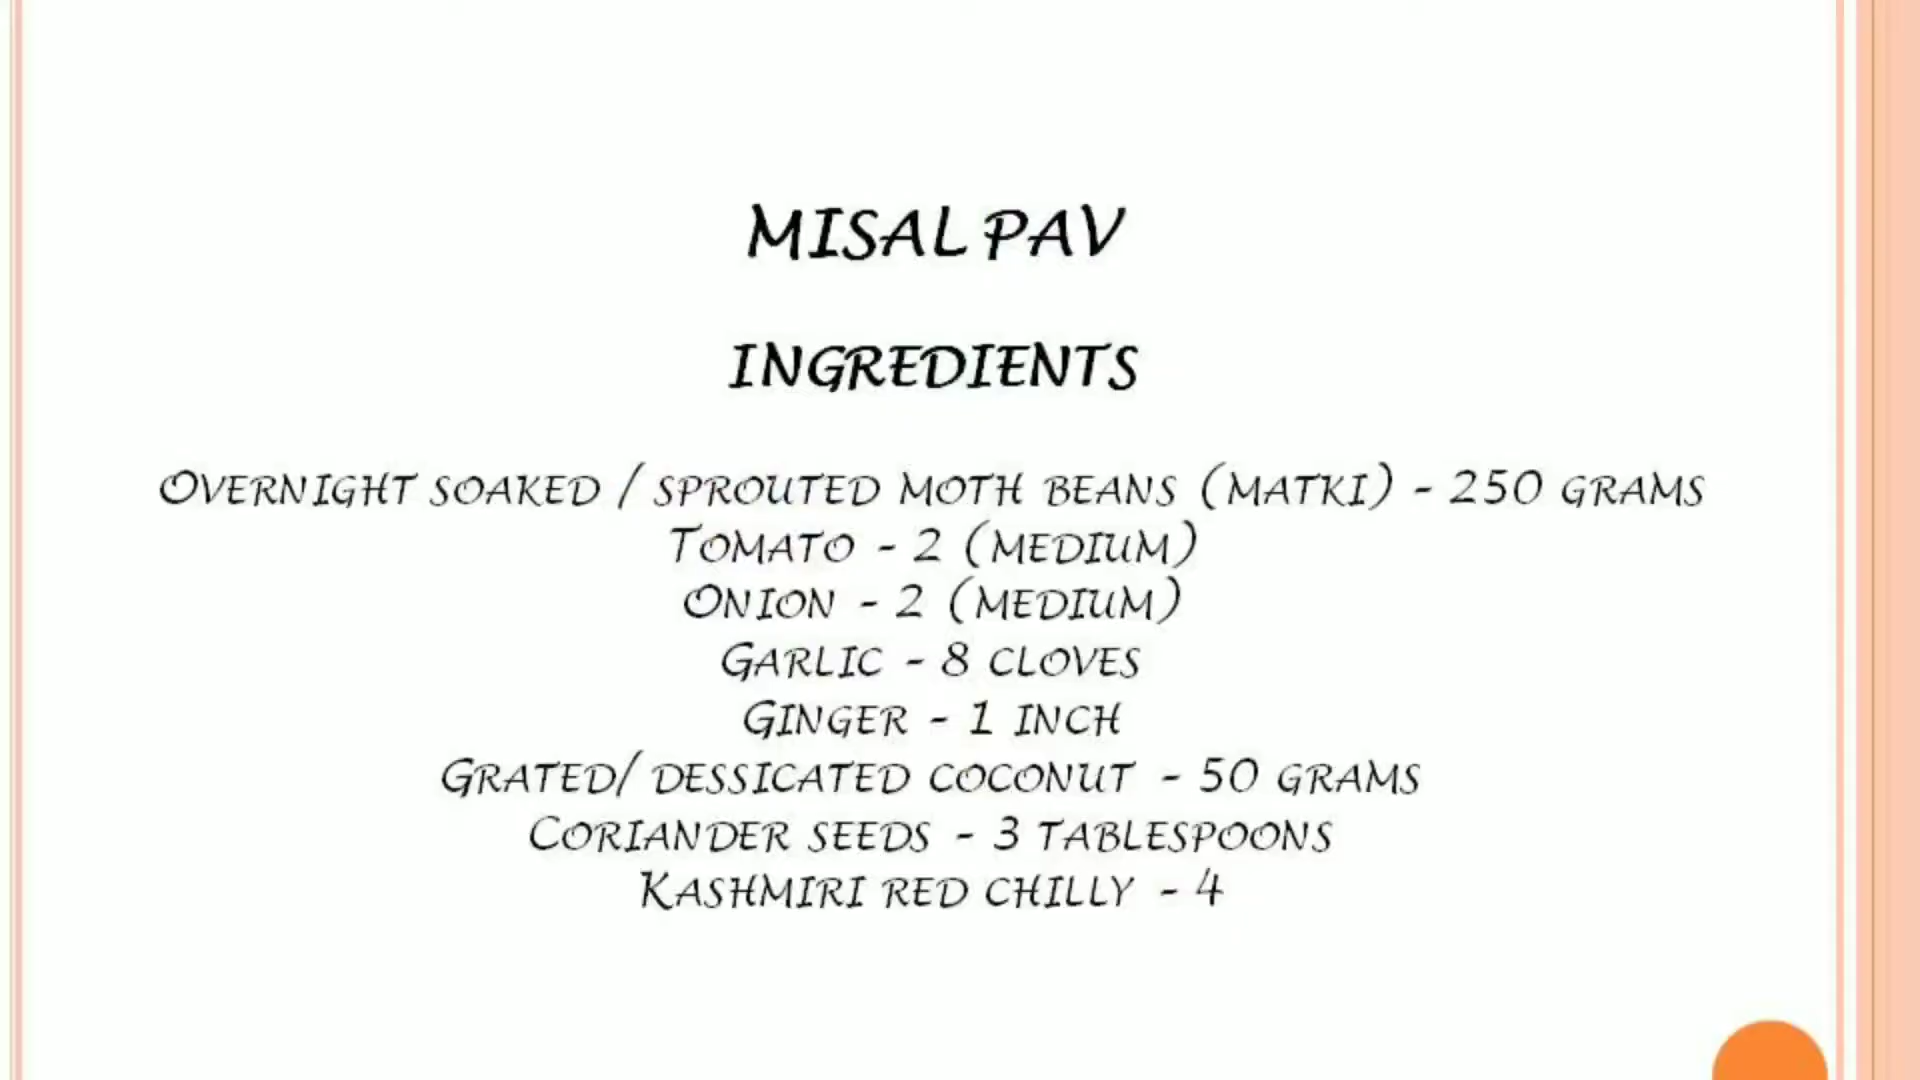 MISAL PAV
INGREDIENTS
OVERNIGHT SOAKED / SPROUTED MOTH BEANS (MATKI) - 250 GRAMS
TOMATO - 2 (MEDIUM)
ONION - 2 (MEDIUM)
GARLIC - 8 CLOVES
GINGER - 1 INCH
GRATED/ DESSICATED COCONUT - 50 GRAMS
CORIANDER SEEDS - 3 TABLESPOONS
KASHMIRI RED CHILLY - 4